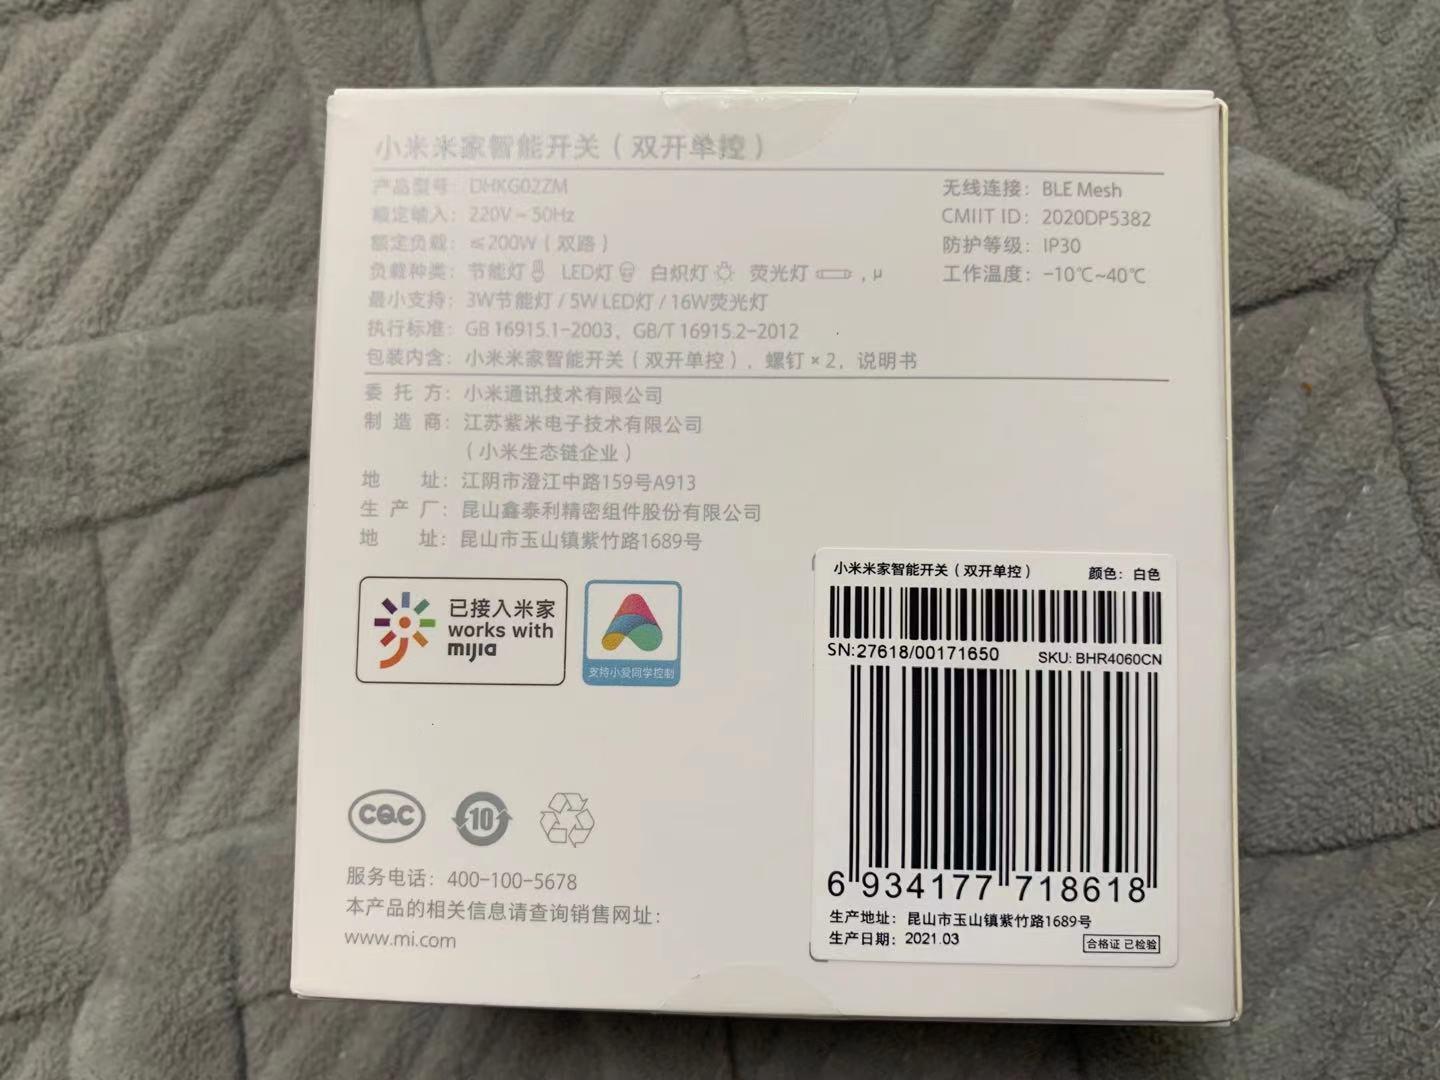 小米米家智能开关（双开单控）
产品型号：DHKG02ZM
额定输入：220V ~ 50Hz
额定负载：≤200W（双路）
负载种类：节能灯 LED灯 白炽灯 荧光灯 , μ
最小支持：3W节能灯 / 5W LED灯 / 16W荧光灯
执行标准：GB 16915.1-2003，GB/T 16915.2-2012
包装内含：小米米家智能开关（双开单控），螺钉 × 2，说明书
无线连接：BLE Mesh
CMIIT ID：2020DP5382
防护等级：IP30
工作温度：-10℃~40℃
委托方：小米通讯技术有限公司
制造商：江苏紫米电子技术有限公司
（小米生态链企业）
地址：江阴市澄江中路159号A913
生产厂：昆山鑫泰利精密组件股份有限公司
地址：昆山市玉山镇紫竹路1689号
已接入米家
works with
mijia
支持小爱同学控制
小米米家智能开关（双开单控） 颜色：白色
SN:27618/00171650 SKU: BHR4060CN
6 934177 718618
生产地址：昆山市玉山镇紫竹路1689号
生产日期：2021.03
合格证 已检验
CQC
10
服务电话：400-100-5678
本产品的相关信息请查询销售网址：
www.mi.com